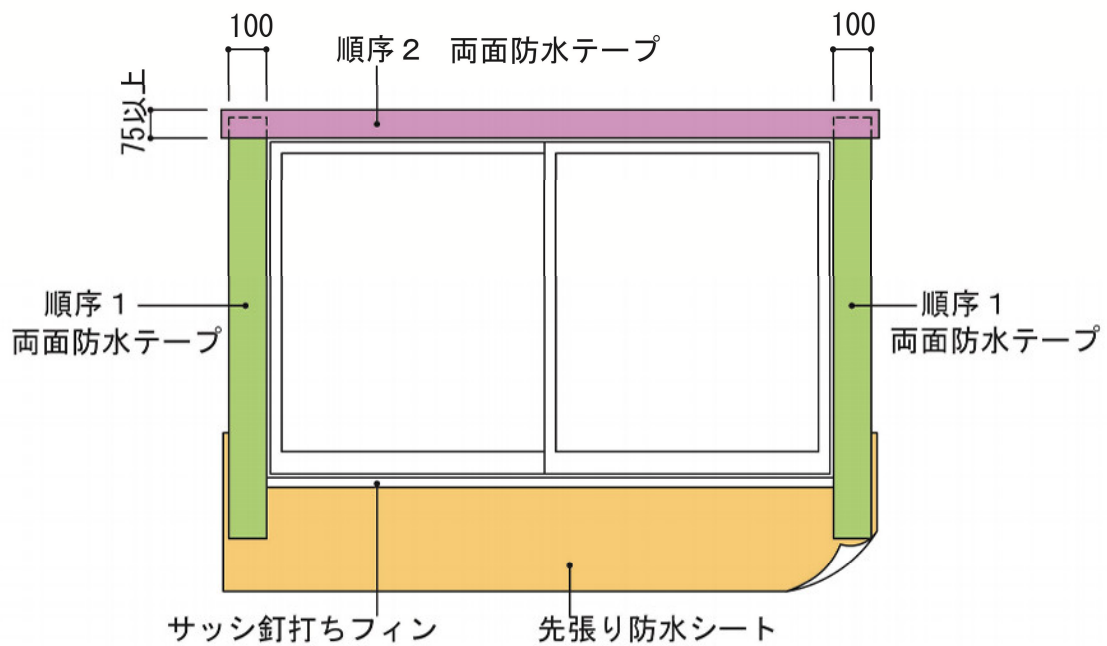 100
100
順序２　両面防水テープ
75以上
順序１
両面防水テープ
順序１
両面防水テープ
サッシ釘打ちフィン
先張り防水シート